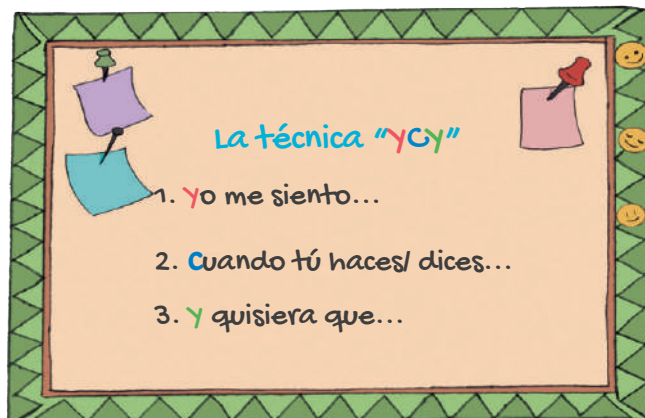 La técnica "YCY"
1. Yo me siento...
2. Cuando tú haces/ dices...
3. Y quisiera que...